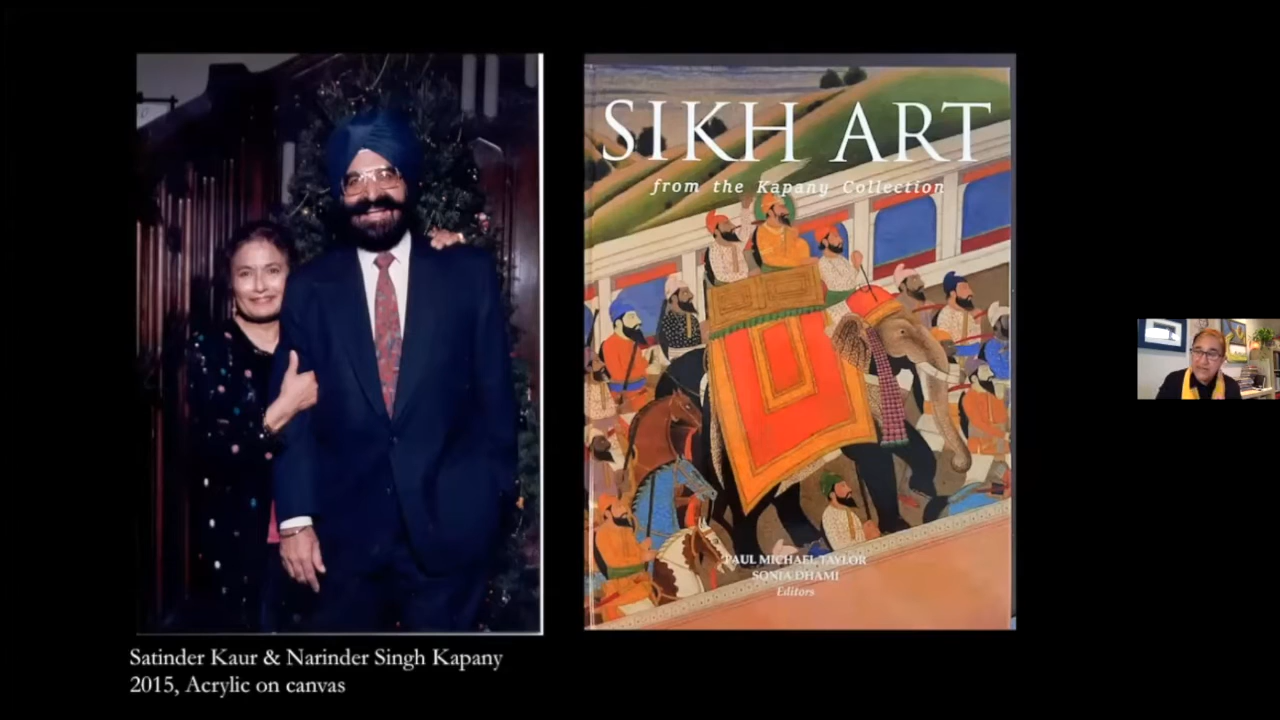 SIKH ART
from the Kapany Collection
PAUL MICHAEL TAYLOR
SONIA DHAMI
Editors
Satinder Kaur & Narinder Singh Kapany
2015, Acrylic on canvas